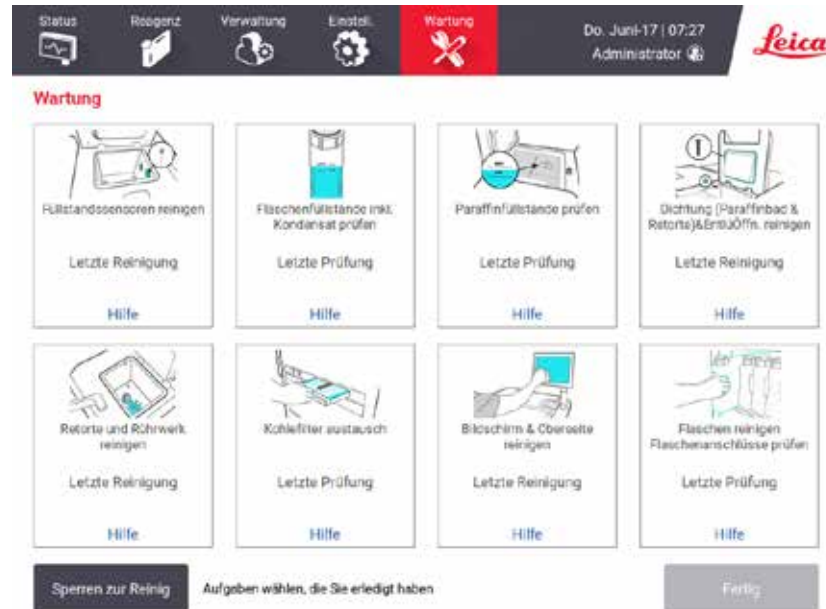 Status
Reagenz
Verwaltung
Einstell.
Wartung
Do. Juni-17 | 07:27
Administrator
Leica
Wartung
Füllstandssensoren reinigen
Letzte Reinigung
Hilfe
Flaschenfüllstände inkl.
Kondensat prüfen
Letzte Prüfung
Hilfe
Paraffinfüllstände prüfen
Letzte Prüfung
Hilfe
Dichtung (Paraffinbad &
Retorte)&EntlüÖffn. reinigen
Letzte Reinigung
Hilfe
Retorte und Rührwerk
reinigen
Letzte Reinigung
Hilfe
Kohlefilter austausch
Letzte Prüfung
Hilfe
Bildschirm & Oberseite
reinigen
Letzte Reinigung
Hilfe
Flaschen reinigen
Flaschenanschlüsse prüfen
Letzte Prüfung
Hilfe
Sperren zur Reinig
Aufgaben wählen, die Sie erledigt haben
Fertig